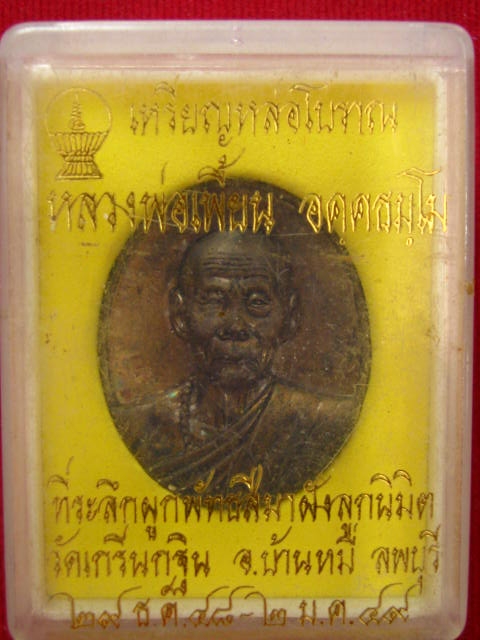 เหรียญหล่อโบราณ
หลวงพ่อเพี้ยน อคฺคธมฺโม
ที่ระลึกผูกพัทธสีมาฝังลูกนิมิต
วัดเกริ่นกฐิน อ.บ้านหมี่ ลพบุรี
๒๙ ธ.ค.๔๘-๒ ม.ค.๔๙